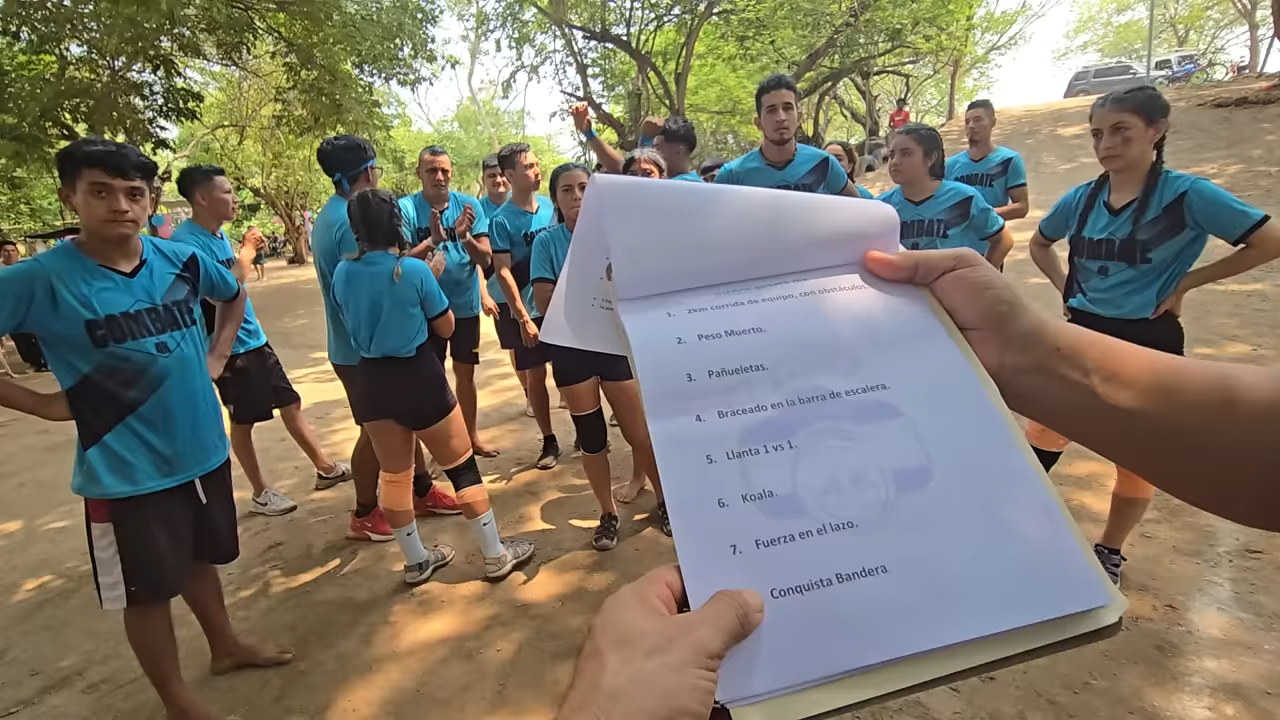 1. 2km corrida de equipo, con obstáculos.
2. Peso Muerto.
3. Pañueletas.
4. Braceado en la barra de escalera.
5. Llanta 1 vs 1.
6. Koala.
7. Fuerza en el lazo.
Conquista Bandera.
COMBATE
COMBATE
COMBATE